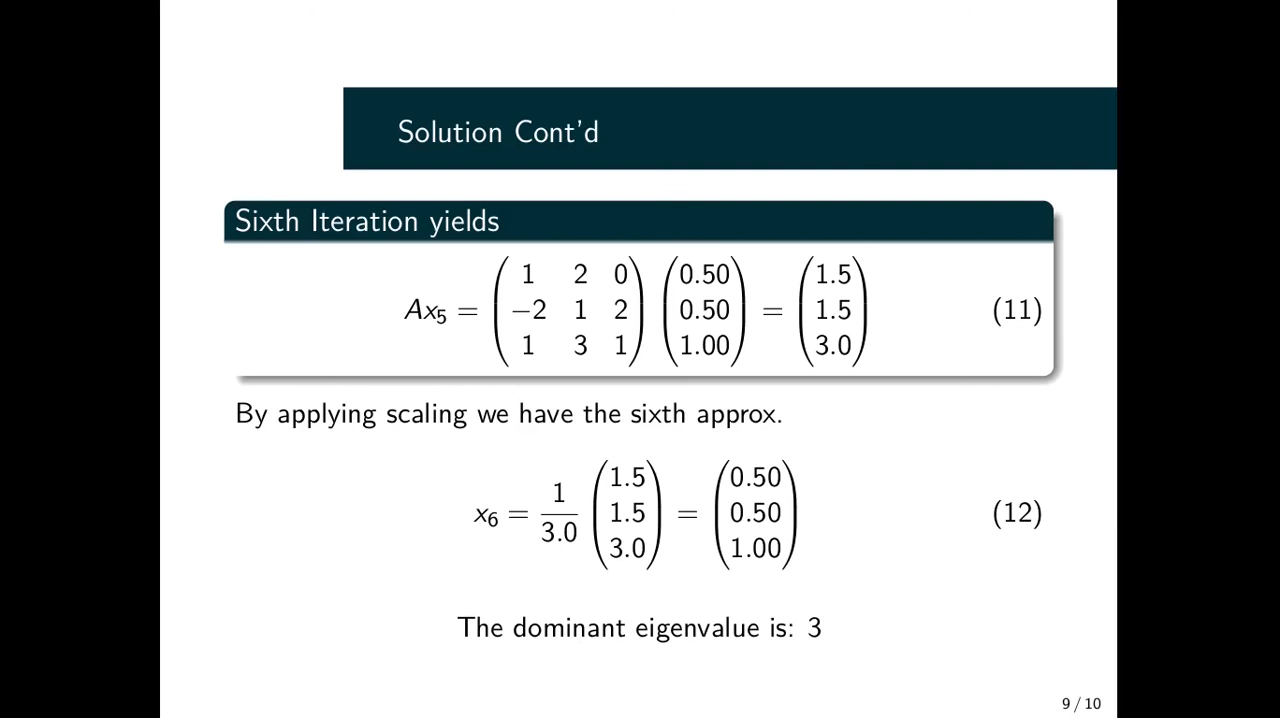 Solution Cont'd
Sixth Iteration yields
Ax₅ = ( 1 2 0 ; −2 1 2 ; 1 3 1 ) ( 0.50 ; 0.50 ; 1.00 ) = ( 1.5 ; 1.5 ; 3.0 ) (11)
By applying scaling we have the sixth approx.
x₆ = 1/3.0 ( 1.5 ; 1.5 ; 3.0 ) = ( 0.50 ; 0.50 ; 1.00 ) (12)
The dominant eigenvalue is: 3
9 / 10